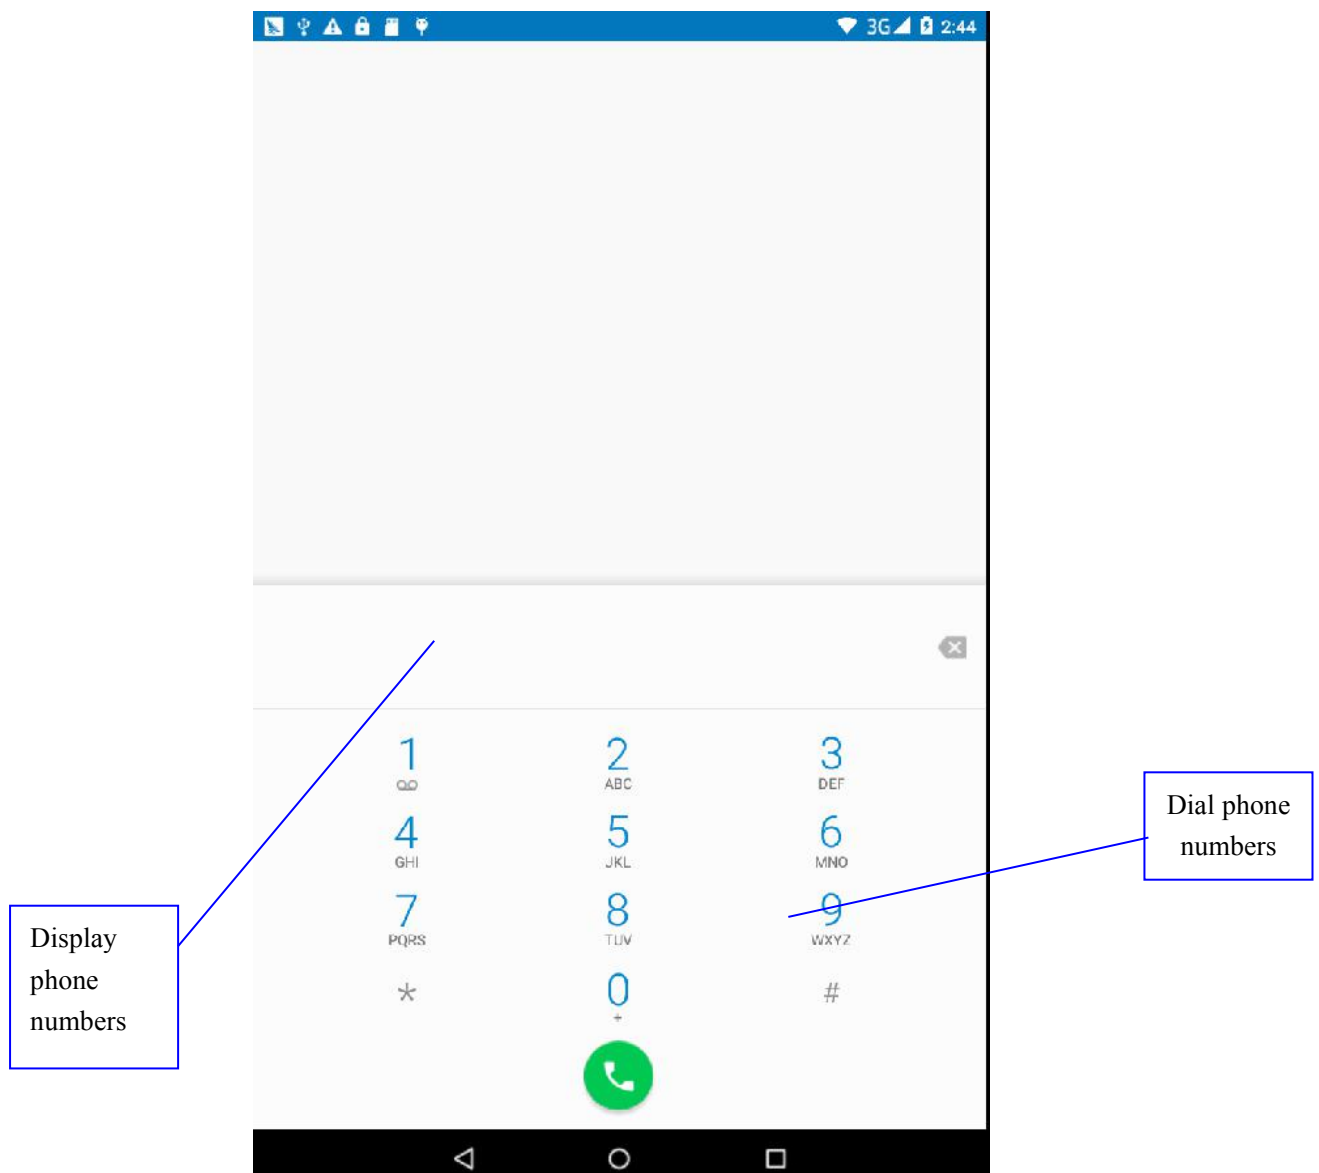 3G 2:44
1 2 3
ABC DEF
4 5 6
GHI JKL MNO
7 8 9
PQRS TUV WXYZ
* 0 #
+
Dial phone
numbers
Display
phone
numbers